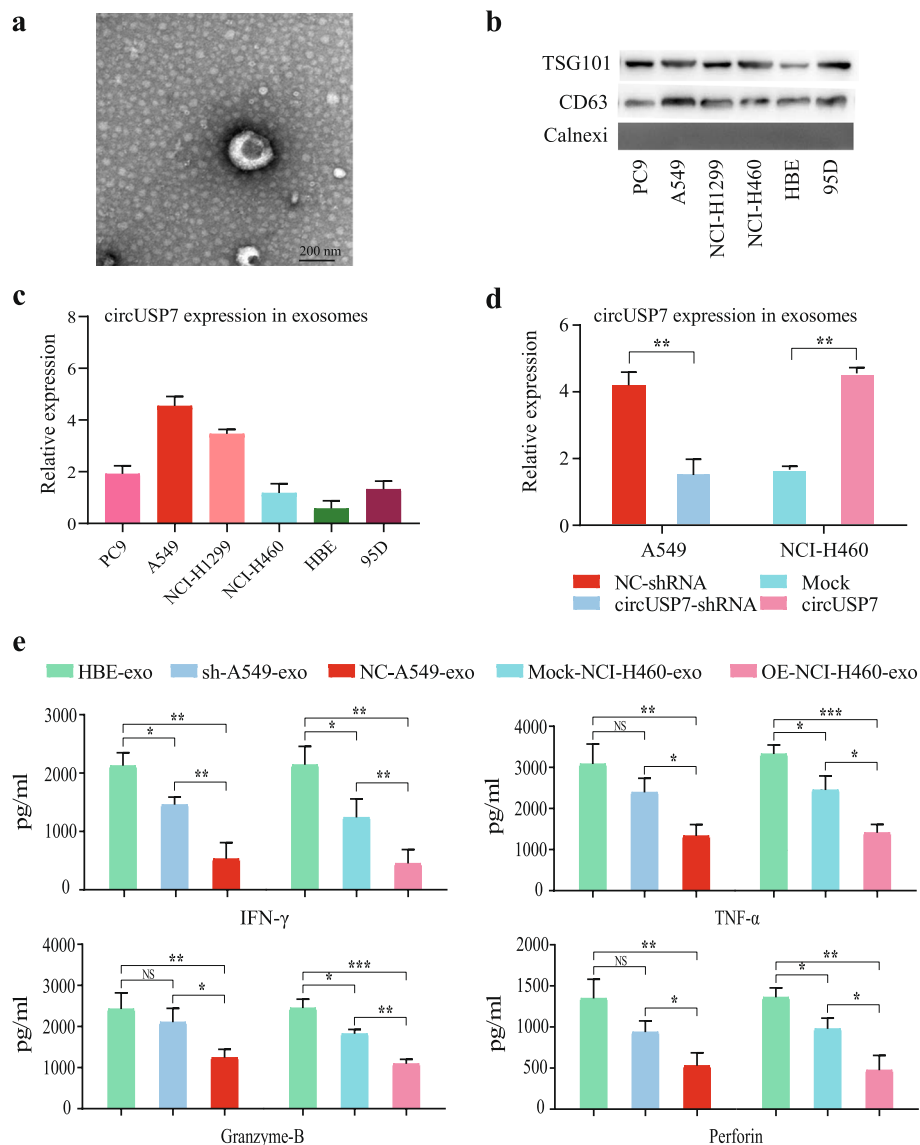 a
200 nm
b
TSG101
CD63
Calnexi
PC9
A549
NCI-H1299
NCI-H460
HBE
95D
c
circUSP7 expression in exosomes
Relative expression
8
6
4
2
0
PC9
A549
NCI-H1299
NCI-H460
HBE
95D
d
circUSP7 expression in exosomes
Relative expression
6
4
2
0
** **
A549 NCI-H460
NC-shRNA Mock
circUSP7-shRNA circUSP7
e
HBE-exo sh-A549-exo NC-A549-exo Mock-NCI-H460-exo OE-NCI-H460-exo
pg/ml
3000
2000
1000
0
** * ** ** * **
IFN-γ
pg/ml
4000
3000
2000
1000
0
** NS * *** * *
TNF-α
pg/ml
4000
3000
2000
1000
0
** NS * *** * **
Granzyme-B
pg/ml
2000
1500
1000
500
0
** NS * ** * *
Perforin